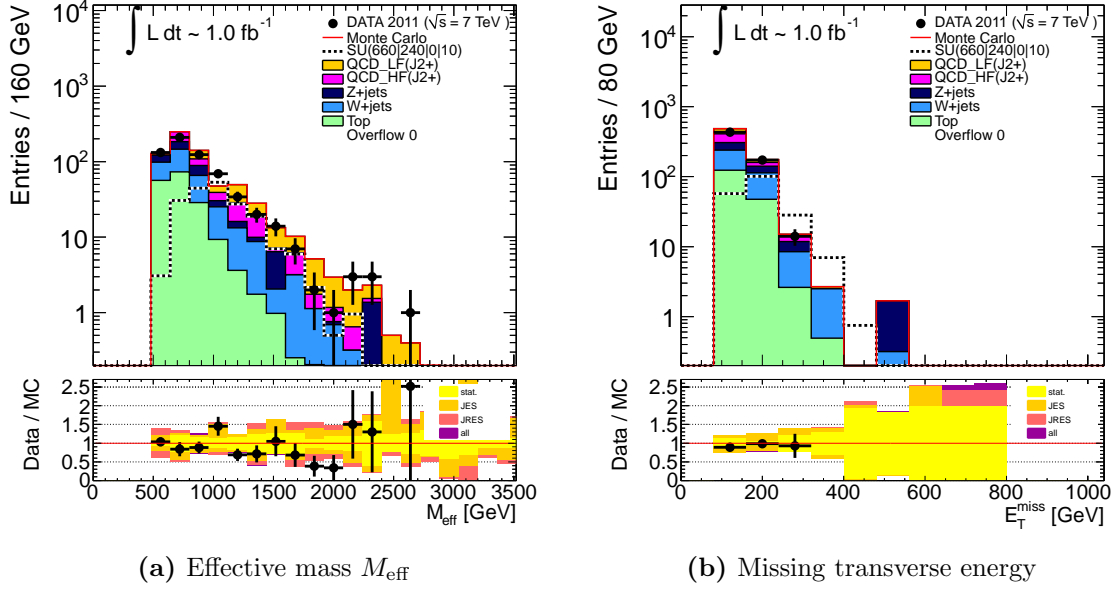 ∫ L dt ~ 1.0 fb⁻¹
DATA 2011 (√s = 7 TeV )
Monte Carlo
SU(660|240|0|10)
QCD_LF(J2+)
QCD_HF(J2+)
Z+jets
W+jets
Top
Overflow 0
Entries / 160 GeV
10⁴
10³
10²
10
1
Data / MC
2.5
2
1.5
1
0.5
0
stat.
JES
JRES
all
0 500 1000 1500 2000 2500 3000 3500
M_eff [GeV]
(a) Effective mass M_eff
∫ L dt ~ 1.0 fb⁻¹
DATA 2011 (√s = 7 TeV )
Monte Carlo
SU(660|240|0|10)
QCD_LF(J2+)
QCD_HF(J2+)
Z+jets
W+jets
Top
Overflow 0
Entries / 80 GeV
10⁴
10³
10²
10
1
Data / MC
2.5
2
1.5
1
0.5
0
stat.
JES
JRES
all
0 200 400 600 800 1000
E_T^miss [GeV]
(b) Missing transverse energy